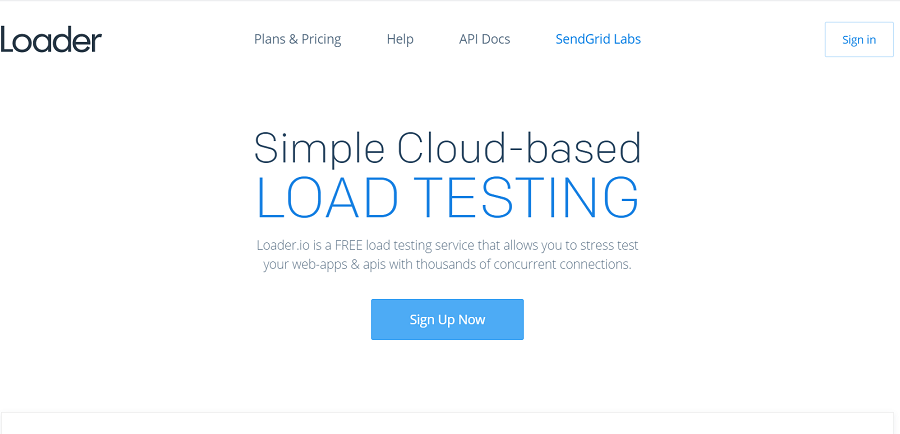 Loader
Plans & Pricing
Help
API Docs
SendGrid Labs
Sign in
Simple Cloud-based
LOAD TESTING
Loader.io is a FREE load testing service that allows you to stress test
your web-apps & apis with thousands of concurrent connections.
Sign Up Now